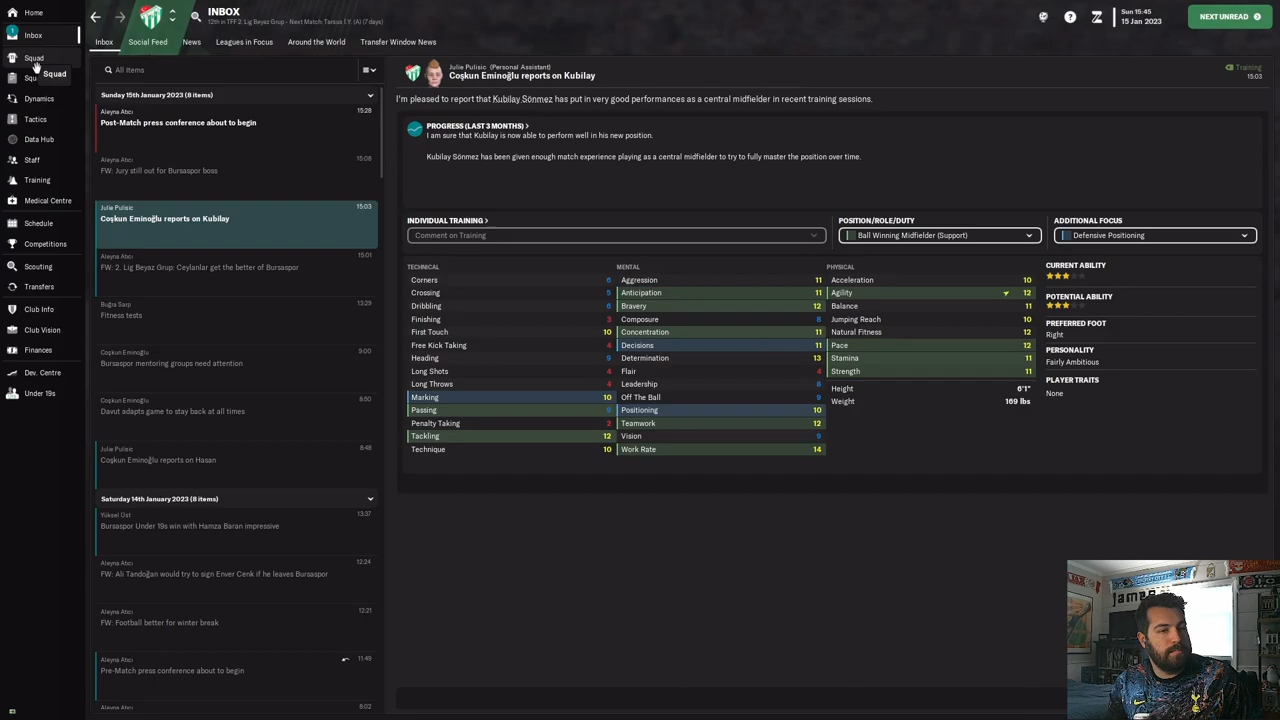 Home
Inbox
1
Squad
Squ
Squad
Dynamics
Tactics
Data Hub
Staff
Training
Medical Centre
Schedule
Competitions
Scouting
Transfers
Club Info
Club Vision
Finances
Dev. Centre
Under 19s
INBOX
12th in TFF 2. Lig Beyaz Grup - Next Match: Tarsus İ.Y. (A) (7 days)
Sun 15:45
15 Jan 2023
NEXT UNREAD >
Inbox Social Feed News Leagues in Focus Around the World Transfer Window News
All Items
Sunday 15th January 2023 (8 items)
Aleyna Atıcı 15:28
Post-Match press conference about to begin
Aleyna Atıcı 15:08
FW: Jury still out for Bursaspor boss
Julie Pulisic 15:03
Coşkun Eminoğlu reports on Kubilay
Aleyna Atıcı 15:01
FW: 2. Lig Beyaz Grup: Ceylanlar get the better of Bursaspor
Buğra Sarp 13:29
Fitness tests
Coşkun Eminoğlu 9:00
Bursaspor mentoring groups need attention
Coşkun Eminoğlu 8:50
Davut adapts game to stay back at all times
Julie Pulisic 8:48
Coşkun Eminoğlu reports on Hasan
Saturday 14th January 2023 (8 items)
Yüksel Üst 13:37
Bursaspor Under 19s win with Hamza Baran impressive
Aleyna Atıcı 12:24
FW: Ali Tandoğan would try to sign Enver Cenk if he leaves Bursaspor
Aleyna Atıcı 12:21
FW: Football better for winter break
Aleyna Atıcı 11:49
Pre-Match press conference about to begin
Aleyna Atıcı 8:02
Julie Pulisic (Personal Assistant)
Coşkun Eminoğlu reports on Kubilay
Training
15:03
I'm pleased to report that Kubilay Sönmez has put in very good performances as a central midfielder in recent training sessions.
PROGRESS (LAST 3 MONTHS) >
I am sure that Kubilay is now able to perform well in his new position.
Kubilay Sönmez has been given enough match experience playing as a central midfielder to try to fully master the position over time.
INDIVIDUAL TRAINING > POSITION/ROLE/DUTY ADDITIONAL FOCUS
Comment on Training Ball Winning Midfielder (Support) Defensive Positioning
TECHNICAL MENTAL PHYSICAL
Corners 6 Aggression 11 Acceleration 10
Crossing 5 Anticipation 11 Agility 12
Dribbling 6 Bravery 12 Balance 11
Finishing 3 Composure 8 Jumping Reach 10
First Touch 10 Concentration 11 Natural Fitness 12
Free Kick Taking 4 Decisions 11 Pace 12
Heading 9 Determination 13 Stamina 11
Long Shots 4 Flair 4 Strength 11
Long Throws 4 Leadership 8
Marking 10 Off The Ball 9
Passing 9 Positioning 10
Penalty Taking 2 Teamwork 12
Tackling 12 Vision 9
Technique 10 Work Rate 14
Height 6'1"
Weight 169 lbs
CURRENT ABILITY
POTENTIAL ABILITY
PREFERRED FOOT
Right
PERSONALITY
Fairly Ambitious
PLAYER TRAITS
None